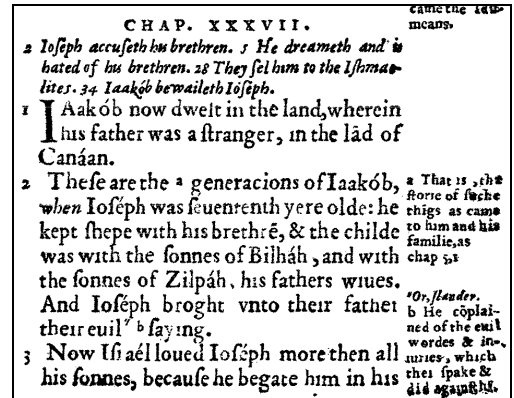 came the
means.
CHAP. XXXVII.
2 Ioſéph accuſeth his brethren. 5 He dreameth and is
hated of his brethren. 28 They ſel him to the Iſhmae-
lites. 34 Iaakób bewaileth Ioſéph.
1 IAakób now dwelt in the land, wherein
his father was a ſtranger, in the lãd of
Canáan.
2 Theſe are the ª generacions of Iaakób,
when Ioſéph was ſeuententh yere olde: he
kept ſhepe with his brethrẽ, & the childe
was with the ſonnes of Bilháh, and with
the ſonnes of Zilpáh, his fathers wiues.
And Ioſéph broght vnto their father
their euil" ᵇ ſaying.
3 Now Iſraél loued Ioſéph more then all
his ſonnes, becauſe he begate him in his
a That is, the
ſtorie of ſuche
thĩgs as came
to him and his
familie, as
chap 5,1
"Or, ſlander.
b He cõplai-
ned of the euil
wordes & in-
iuries, which
thei ſpake &
did againſt